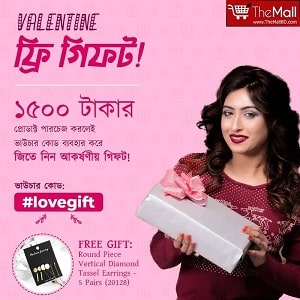 VALENTINE
TheMall
www.TheMallBD.com
ফ্রি গিফট!
১৫০০ টাকার
প্রোডাক্ট পারচেজ করলেই
ভাউচার কোড ব্যবহার করে
জিতে নিন আকর্ষণীয় গিফট!
ভাউচার কোড:
#lovegift
FREE GIFT:
Round Piece
Vertical Diamond
Tassel Earrings -
5 Pairs (20128)